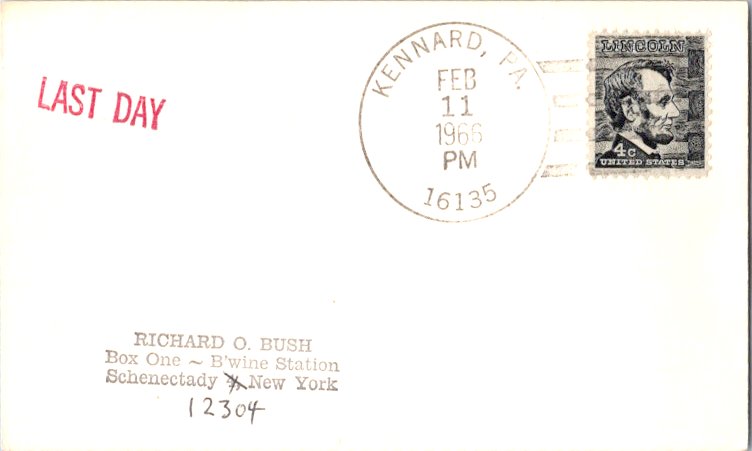 LAST DAY
KENNARD, PA.
FEB
11
1966
PM
16135
LINCOLN
4c
UNITED STATES
RICHARD O. BUSH
Box One ~ B'wine Station
Schenectady New York
12304